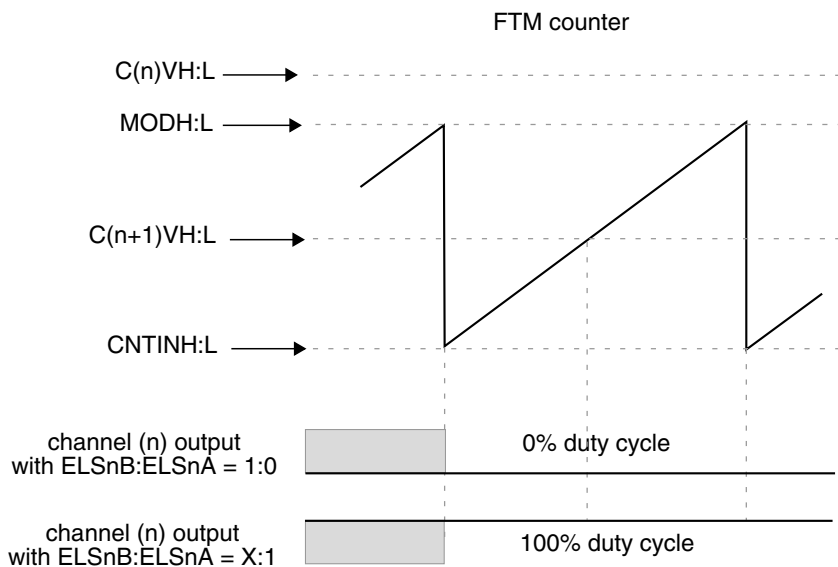 FTM counter
C(n)VH:L
MODH:L
C(n+1)VH:L
CNTINH:L
channel (n) output
with ELSnB:ELSnA = 1:0
0% duty cycle
channel (n) output
with ELSnB:ELSnA = X:1
100% duty cycle